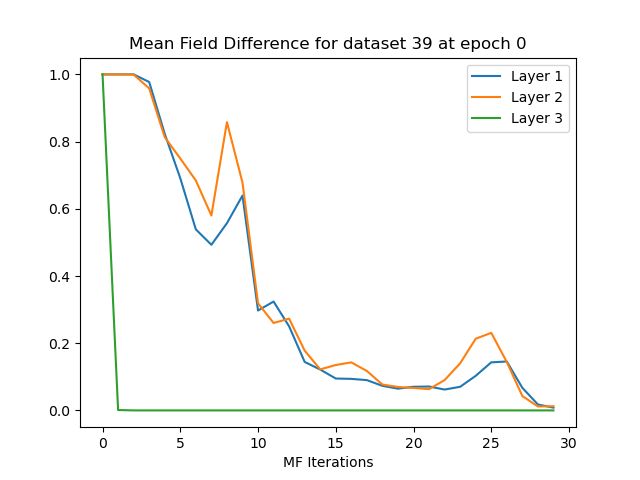 Mean Field Difference for dataset 39 at epoch 0
Layer 1
Layer 2
Layer 3
1.0
0.8
0.6
0.4
0.2
0.0
0 5 10 15 20 25 30
MF Iterations